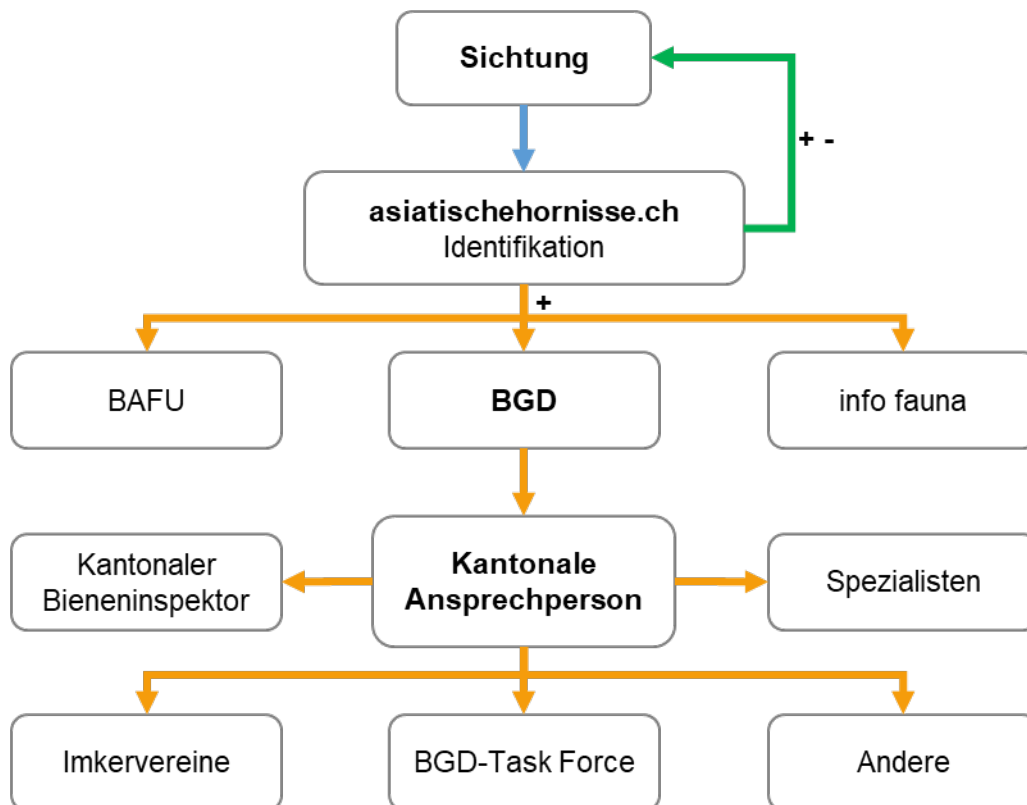 Sichtung
+ -
asiatischehornisse.ch
Identifikation
+
BAFU
BGD
info fauna
Kantonaler
Bieneninspektor
Kantonale
Ansprechperson
Spezialisten
Imkervereine
BGD-Task Force
Andere